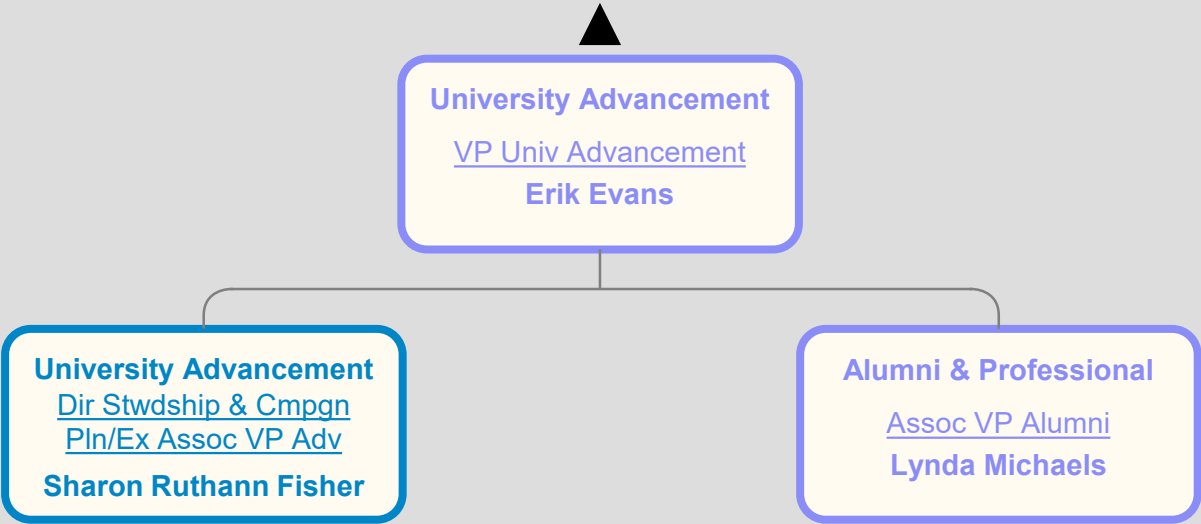 University Advancement
VP Univ Advancement
Erik Evans
University Advancement
Dir Stwdship & Cmpgn
Pln/Ex Assoc VP Adv
Sharon Ruthann Fisher
Alumni & Professional
Assoc VP Alumni
Lynda Michaels